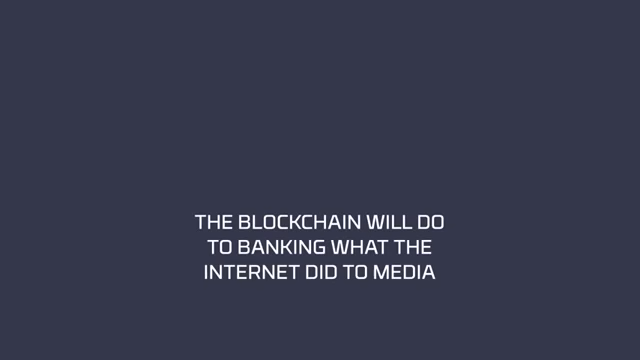 THE BLOCKCHAIN WILL DO
TO BANKING WHAT THE
INTERNET DID TO MEDIA